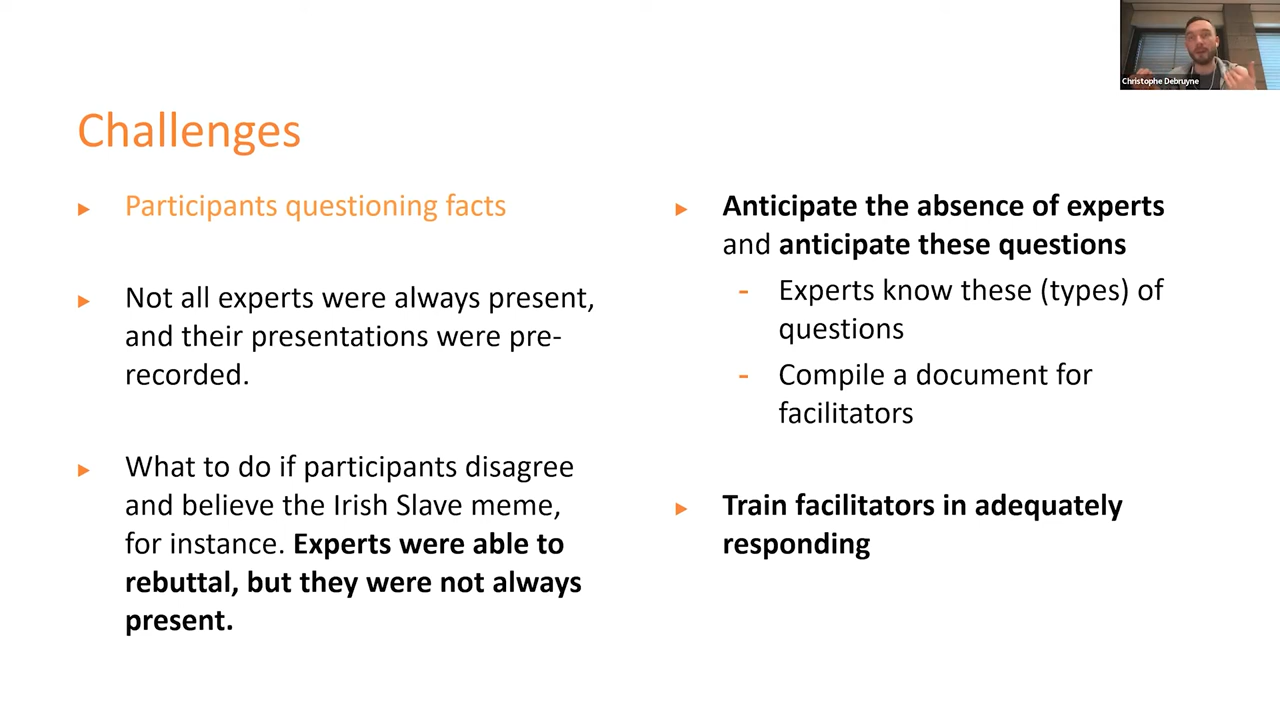 Christophe Debruyne
Challenges
Participants questioning facts
Not all experts were always present,
and their presentations were pre-
recorded.
What to do if participants disagree
and believe the Irish Slave meme,
for instance. Experts were able to
rebuttal, but they were not always
present.
Anticipate the absence of experts
and anticipate these questions
- Experts know these (types) of
questions
- Compile a document for
facilitators
Train facilitators in adequately
responding